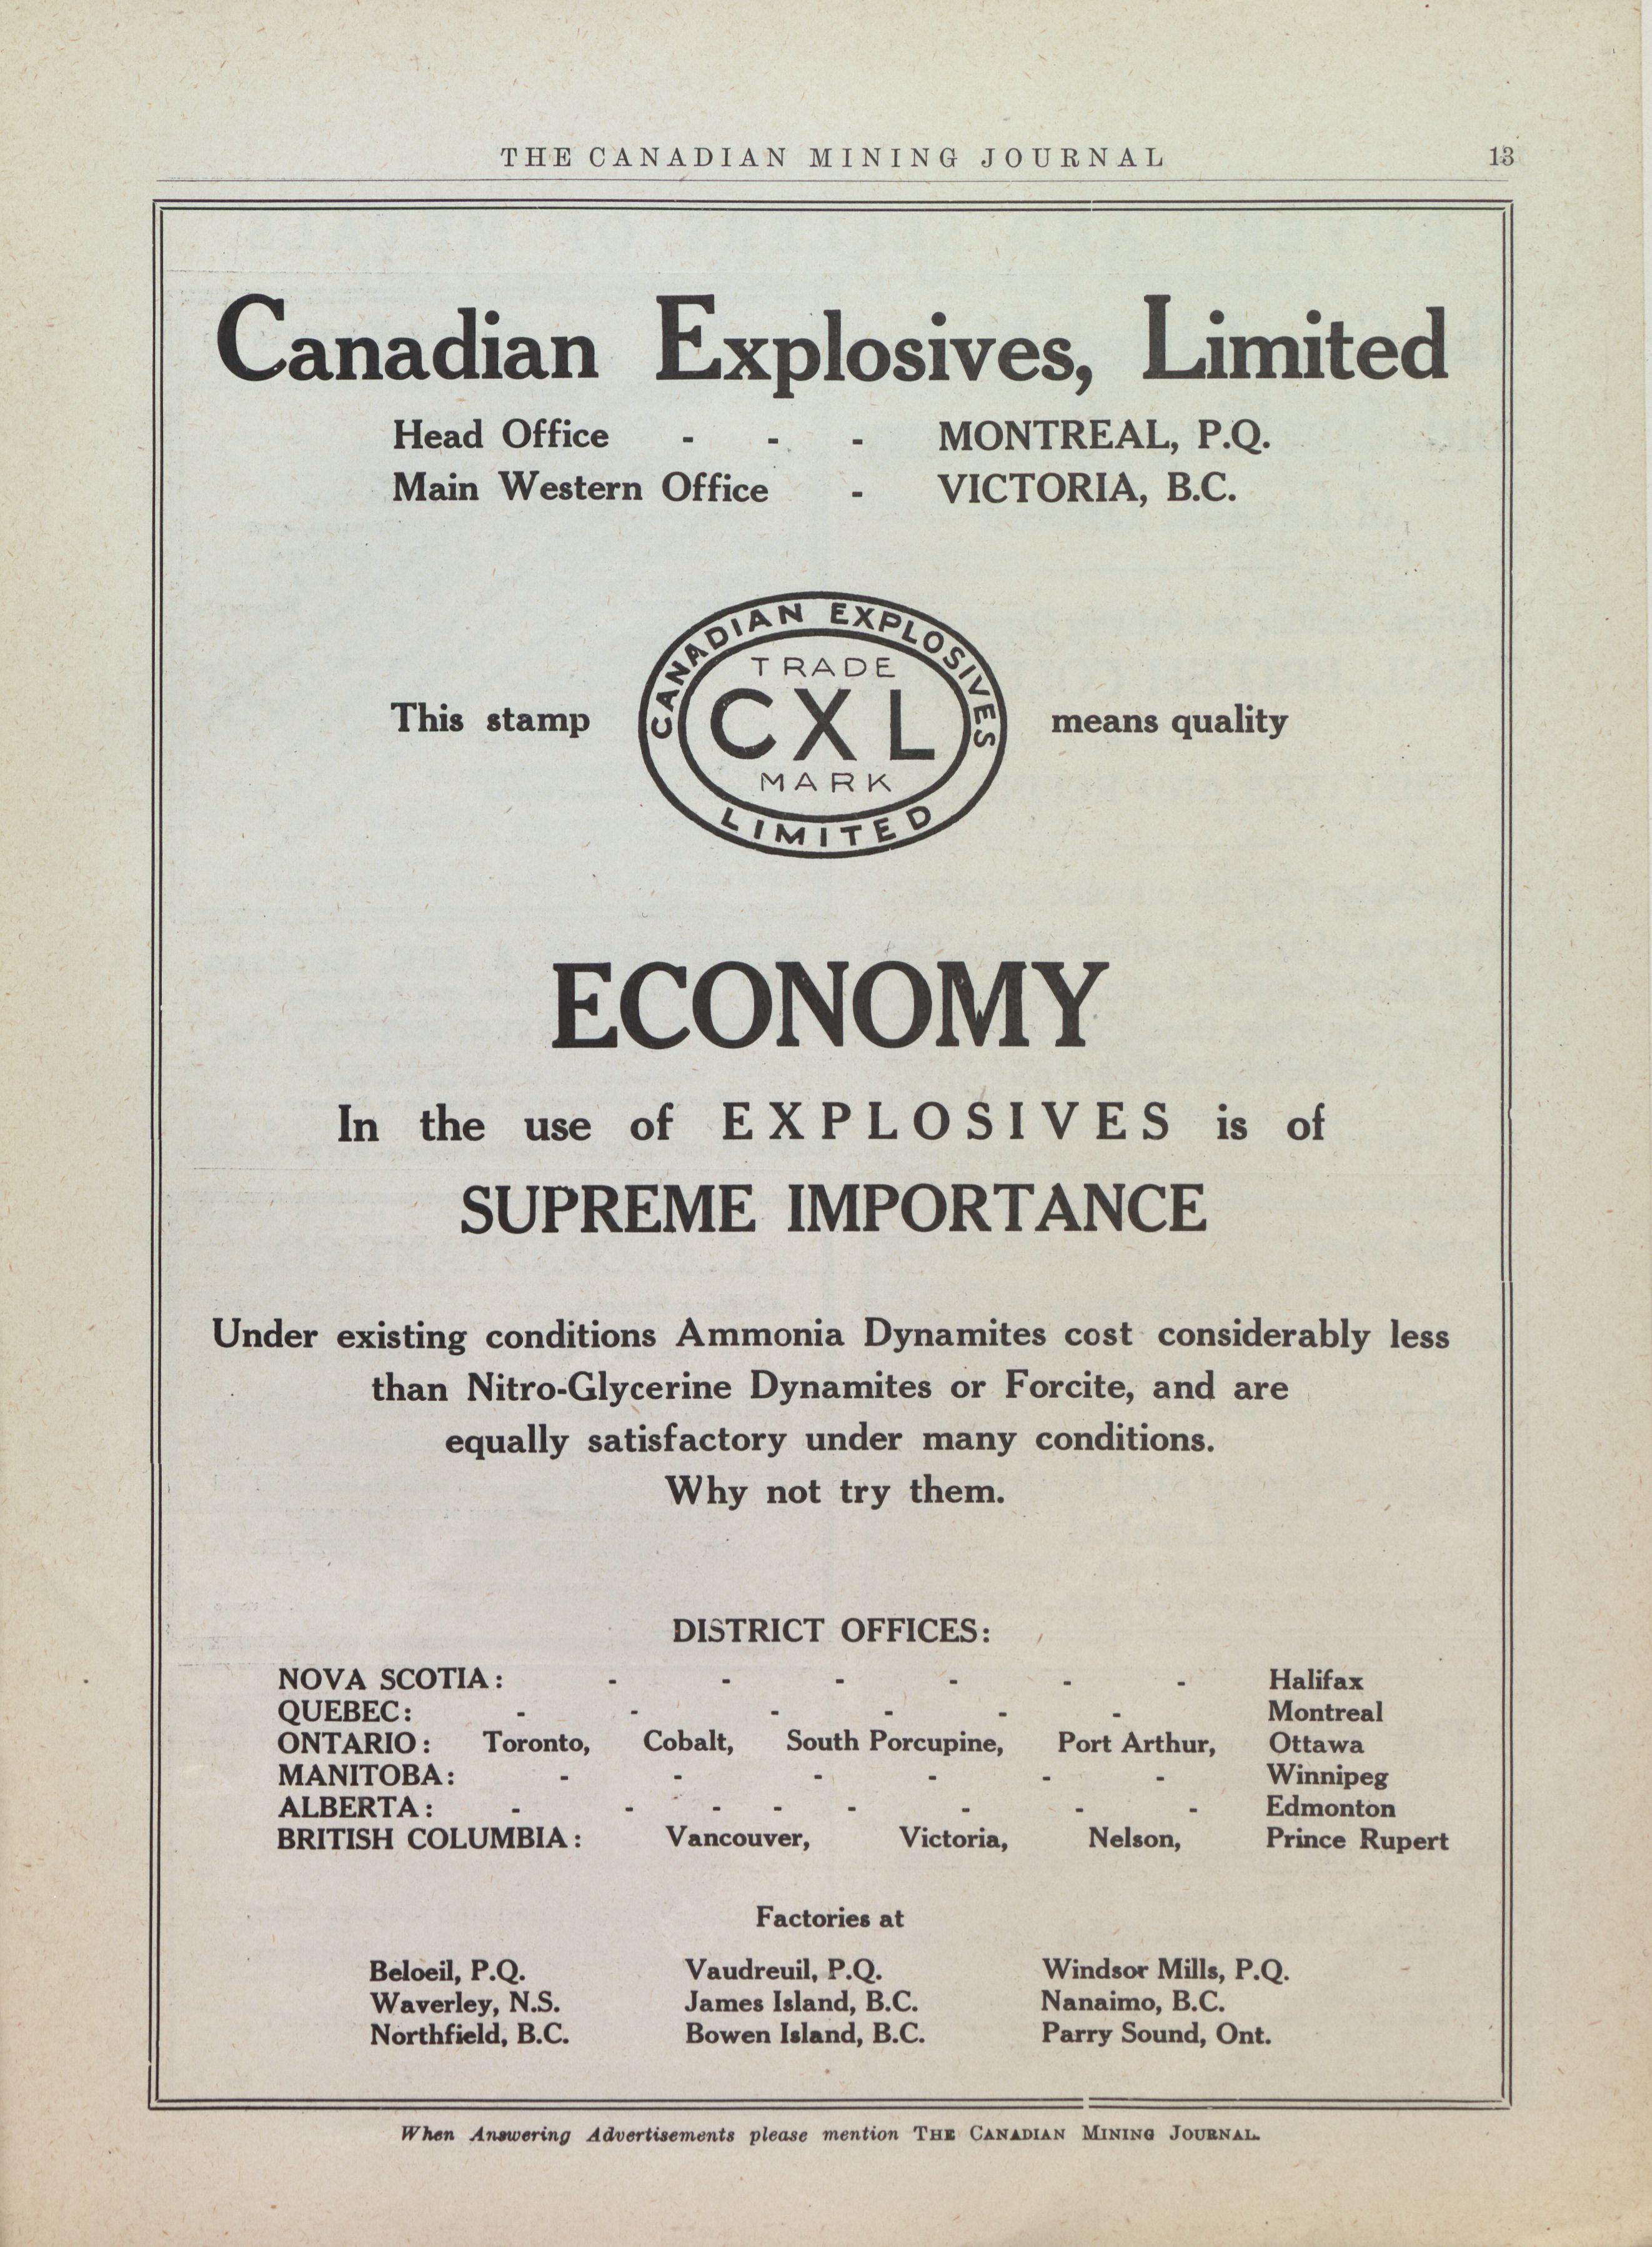 THE CANADIAN MINING JOURNAL 13
Canadian Explosives, Limited
Head Office - - - MONTREAL, P.Q.
Main Western Office - VICTORIA, B.C.
This stamp
CANADIAN EXPLOSIVES
TRADE
CXL
MARK
LIMITED
means quality
ECONOMY
In the use of EXPLOSIVES is of
SUPREME IMPORTANCE
Under existing conditions Ammonia Dynamites cost considerably less
than Nitro-Glycerine Dynamites or Forcite, and are
equally satisfactory under many conditions.
Why not try them.
DISTRICT OFFICES:
NOVA SCOTIA: - - - - - - Halifax
QUEBEC: - - - - - - Montreal
ONTARIO: Toronto, Cobalt, South Porcupine, Port Arthur, Ottawa
MANITOBA: - - - - - - Winnipeg
ALBERTA: - - - - - - - - Edmonton
BRITISH COLUMBIA: Vancouver, Victoria, Nelson, Prince Rupert
Factories at
Beloeil, P.Q. Vaudreuil, P.Q. Windsor Mills, P.Q.
Waverley, N.S. James Island, B.C. Nanaimo, B.C.
Northfield, B.C. Bowen Island, B.C. Parry Sound, Ont.
When Answering Advertisements please mention THE CANADIAN MINING JOURNAL.